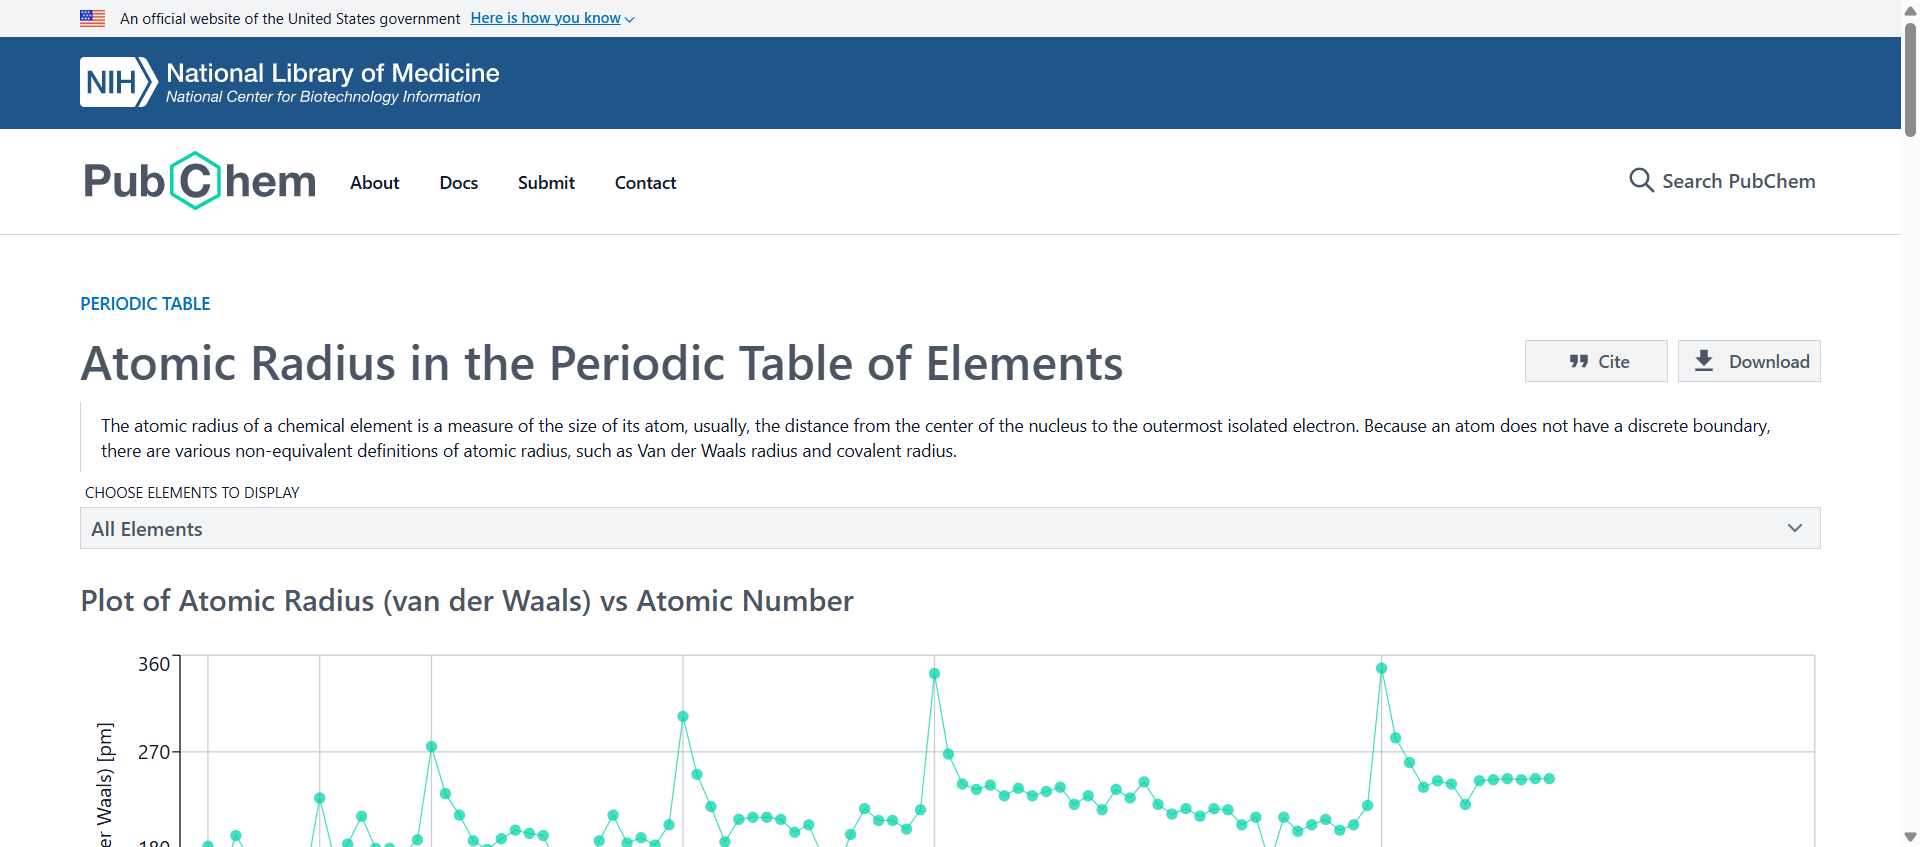 An official website of the United States government Here is how you know
NIH National Library of Medicine
National Center for Biotechnology Information
PubChem About Docs Submit Contact Search PubChem
PERIODIC TABLE
Atomic Radius in the Periodic Table of Elements
Cite Download
The atomic radius of a chemical element is a measure of the size of its atom, usually, the distance from the center of the nucleus to the outermost isolated electron. Because an atom does not have a discrete boundary,
there are various non-equivalent definitions of atomic radius, such as Van der Waals radius and covalent radius.
CHOOSE ELEMENTS TO DISPLAY
All Elements
Plot of Atomic Radius (van der Waals) vs Atomic Number
360
270
180
er Waals) [pm]